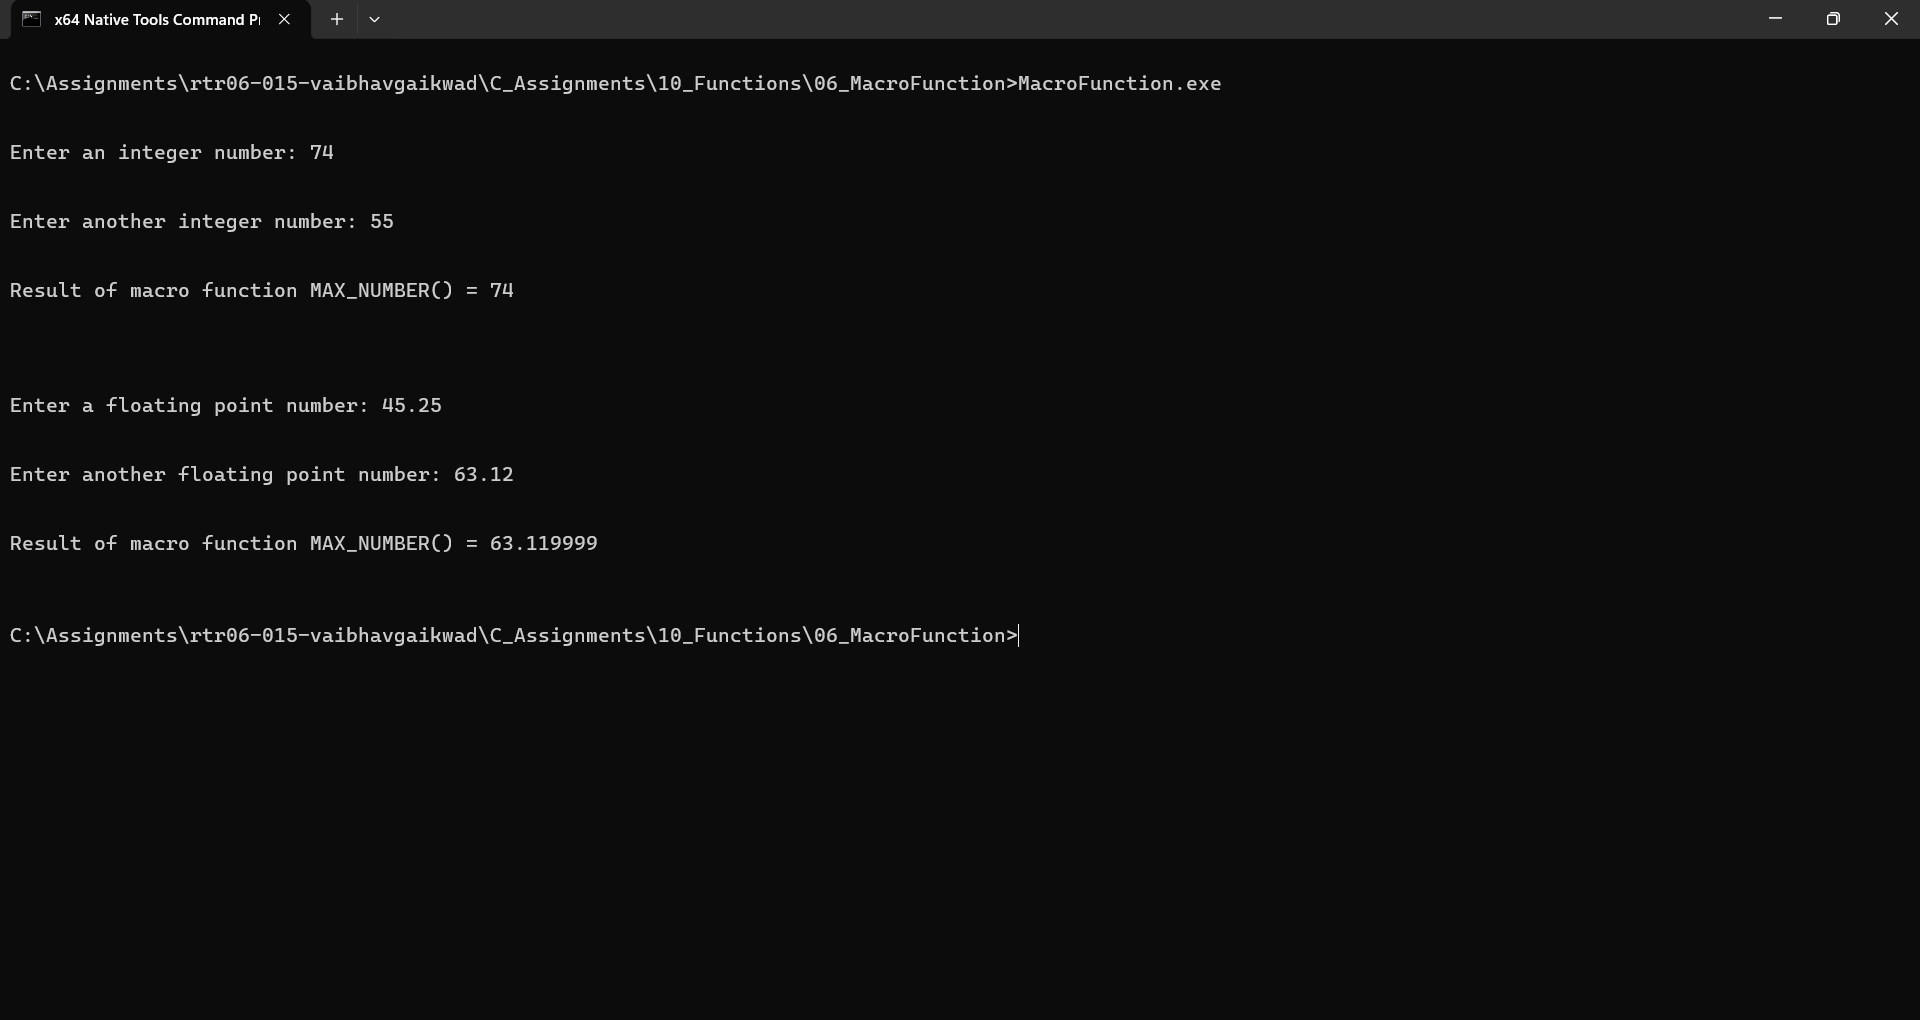 x64 Native Tools Command P
C:\Assignments\rtr06-015-vaibhavgaikwad\C_Assignments\10_Functions\06_MacroFunction>MacroFunction.exe
Enter an integer number: 74
Enter another integer number: 55
Result of macro function MAX_NUMBER() = 74
Enter a floating point number: 45.25
Enter another floating point number: 63.12
Result of macro function MAX_NUMBER() = 63.119999
C:\Assignments\rtr06-015-vaibhavgaikwad\C_Assignments\10_Functions\06_MacroFunction>